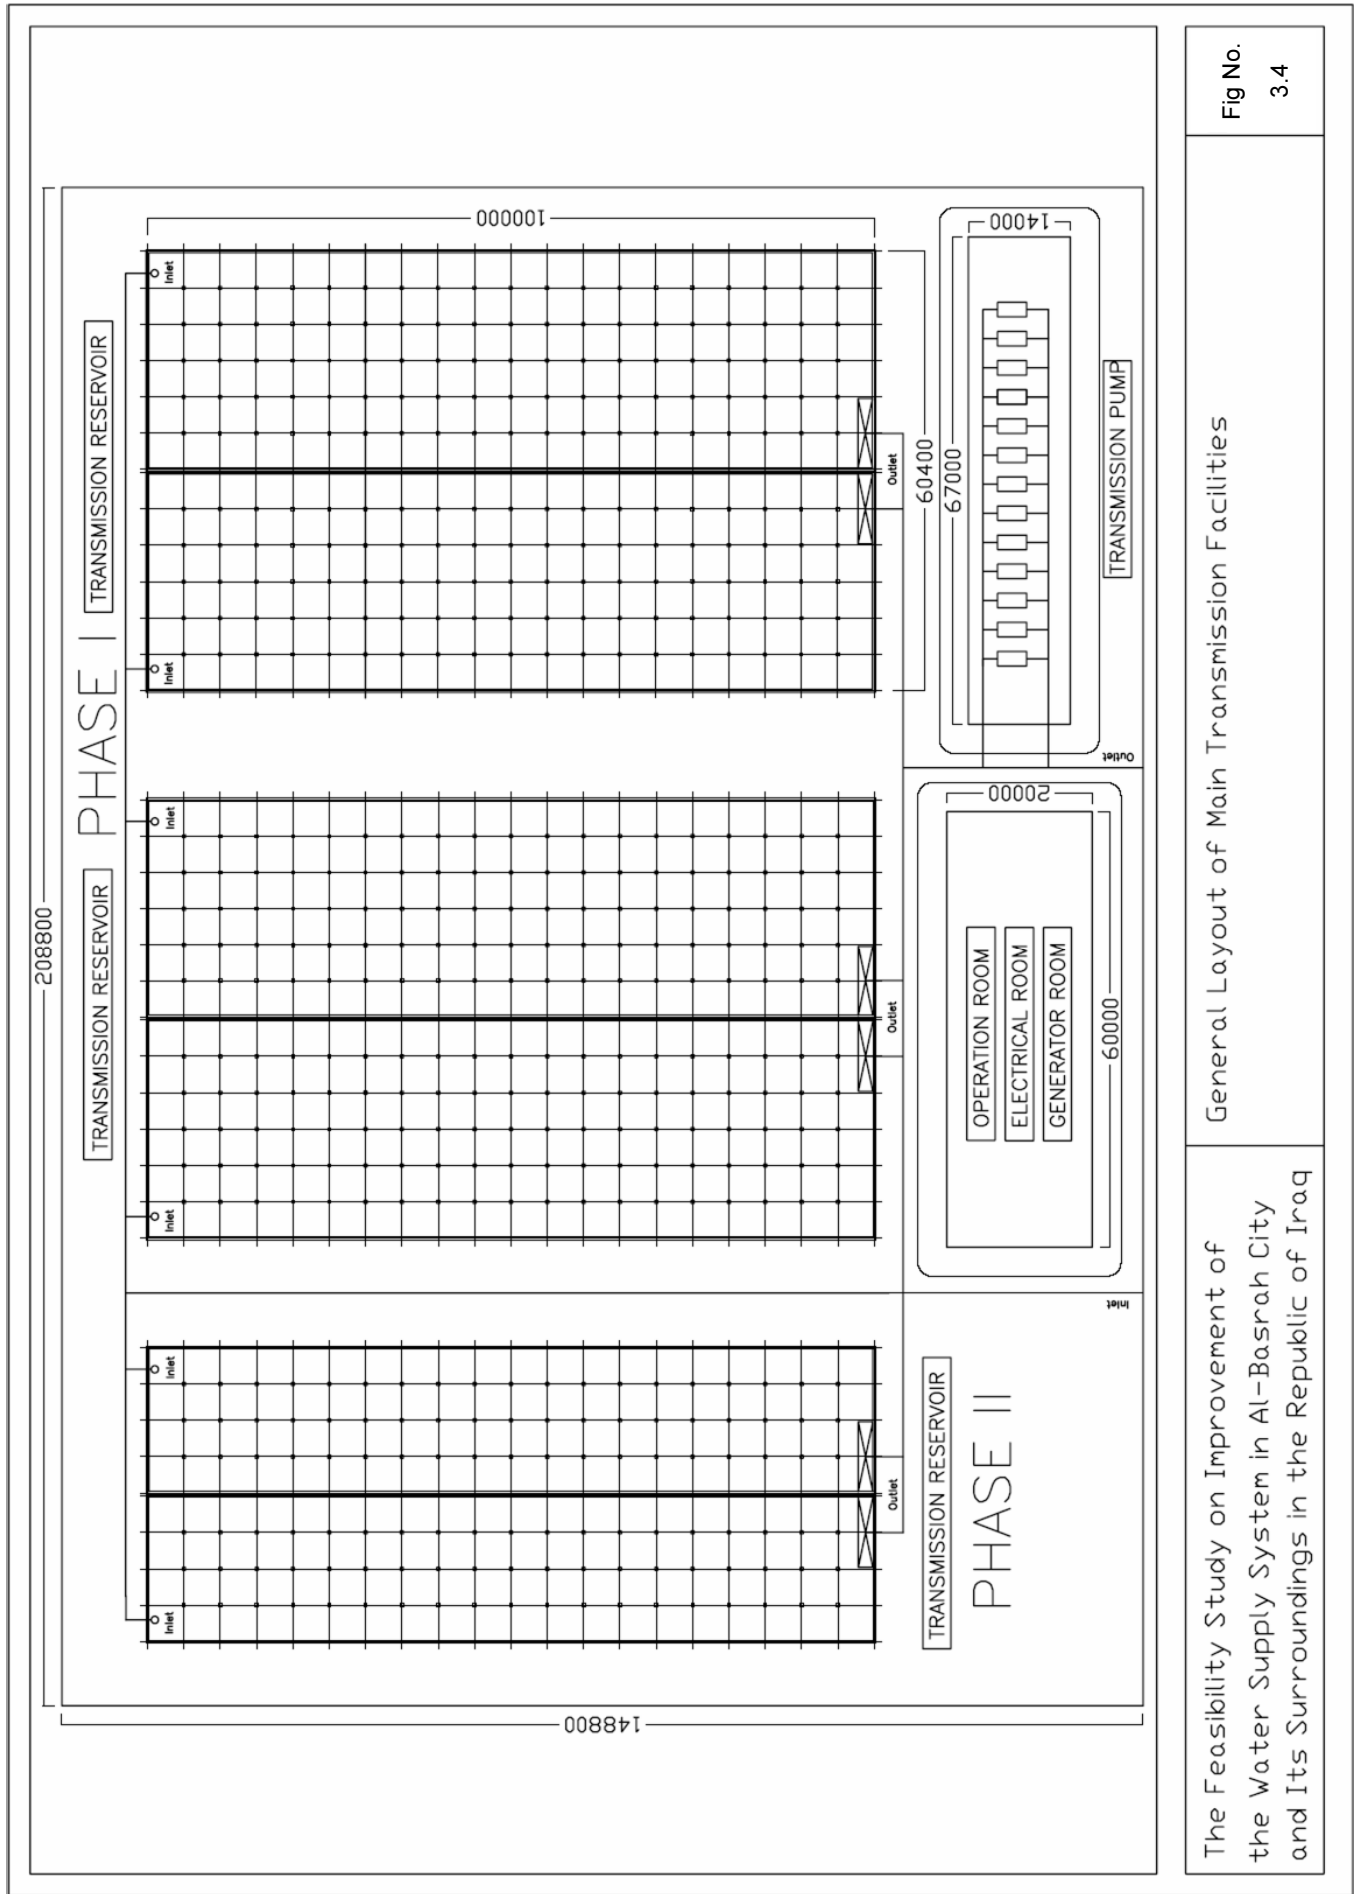 208800
PHASE I
TRANSMISSION RESERVOIR
TRANSMISSION RESERVOIR
Inlet
Inlet
Inlet
Inlet
Inlet
Inlet
148800
100000
Outlet
Outlet
Outlet
60400
67000
14000
TRANSMISSION RESERVOIR
PHASE II
Inlet
OPERATION ROOM
ELECTRICAL ROOM
GENERATOR ROOM
60000
20000
Outlet
TRANSMISSION PUMP
The Feasibility Study on Improvement of
the Water Supply System in Al-Basrah City
and Its Surroundings in the Republic of Iraq
General Layout of Main Transmission Facilities
Fig No.
3.4